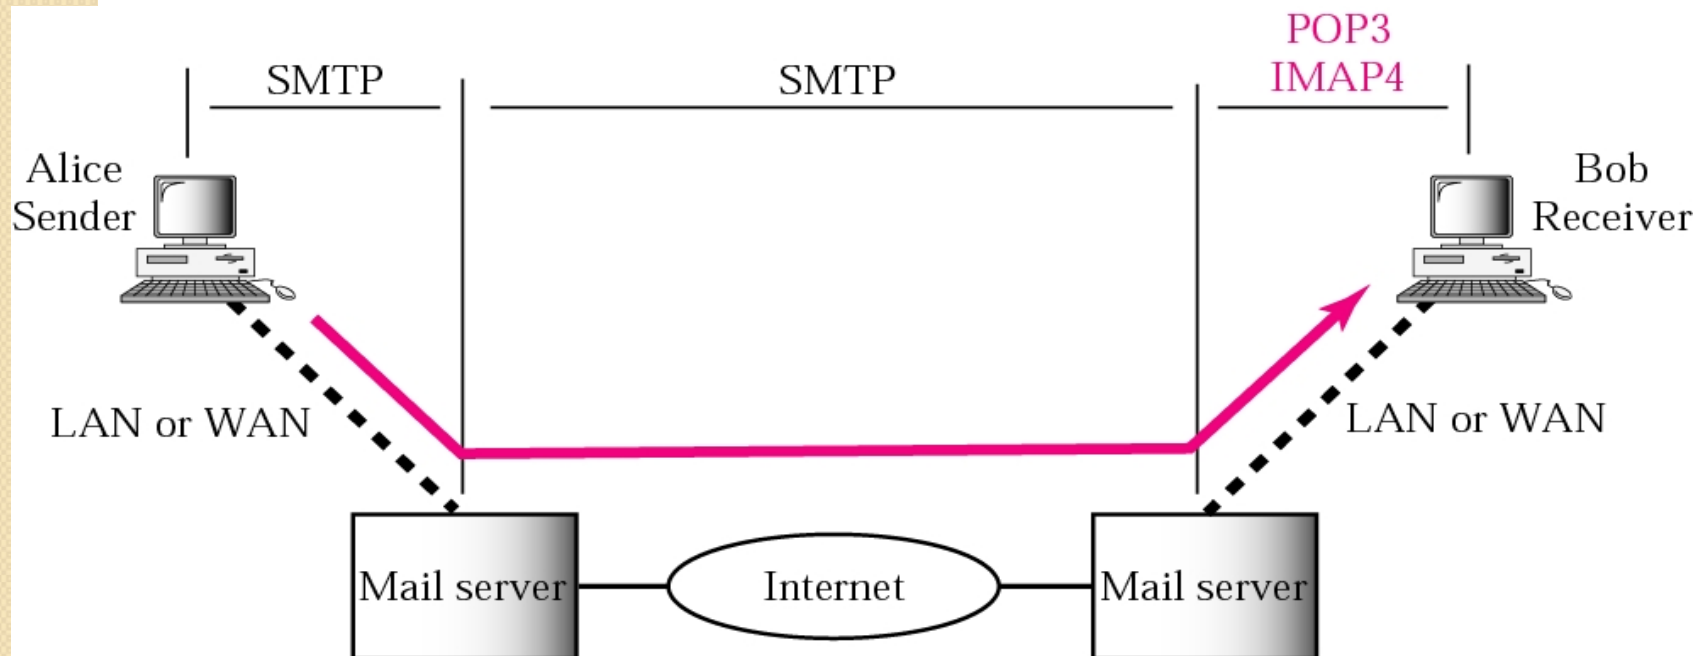 POP3
SMTP
SMTP
IMAP4
Alice
Sender
Bob
Receiver
LAN or WAN
LAN or WAN
Mail server
Internet
Mail server